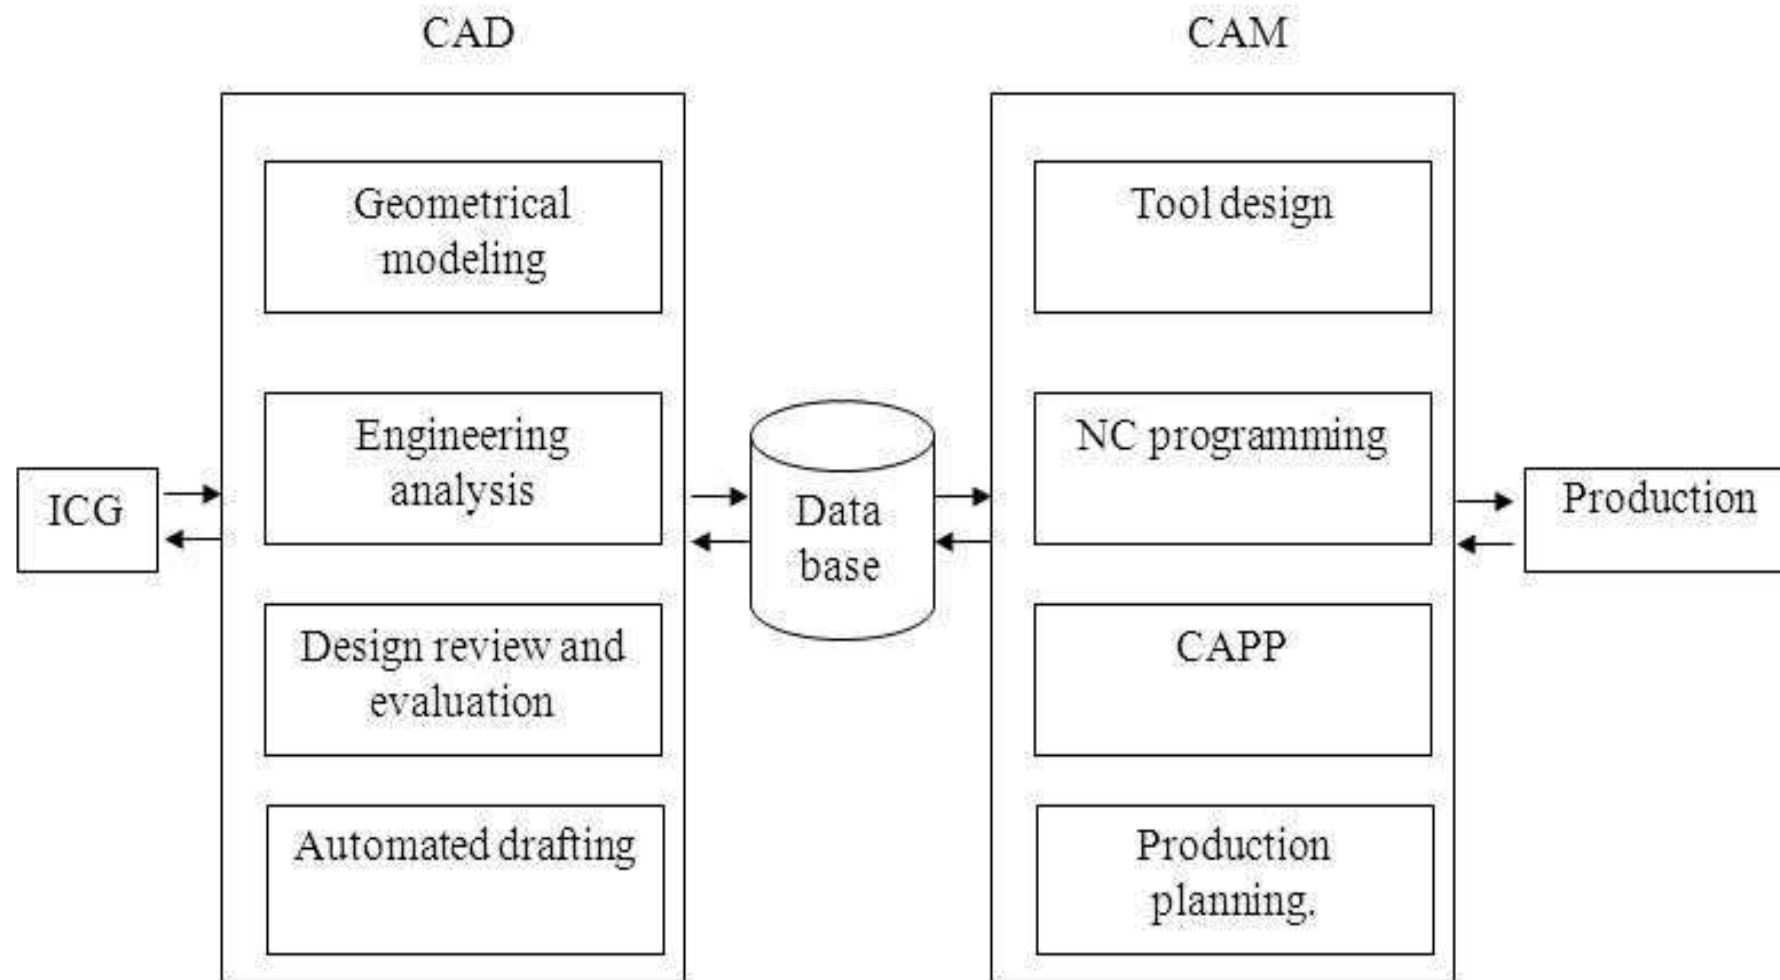 CAD
CAM
ICG
Geometrical
modeling
Engineering
analysis
Design review and
evaluation
Automated drafting
Data
base
Tool design
NC programming
CAPP
Production
planning.
Production